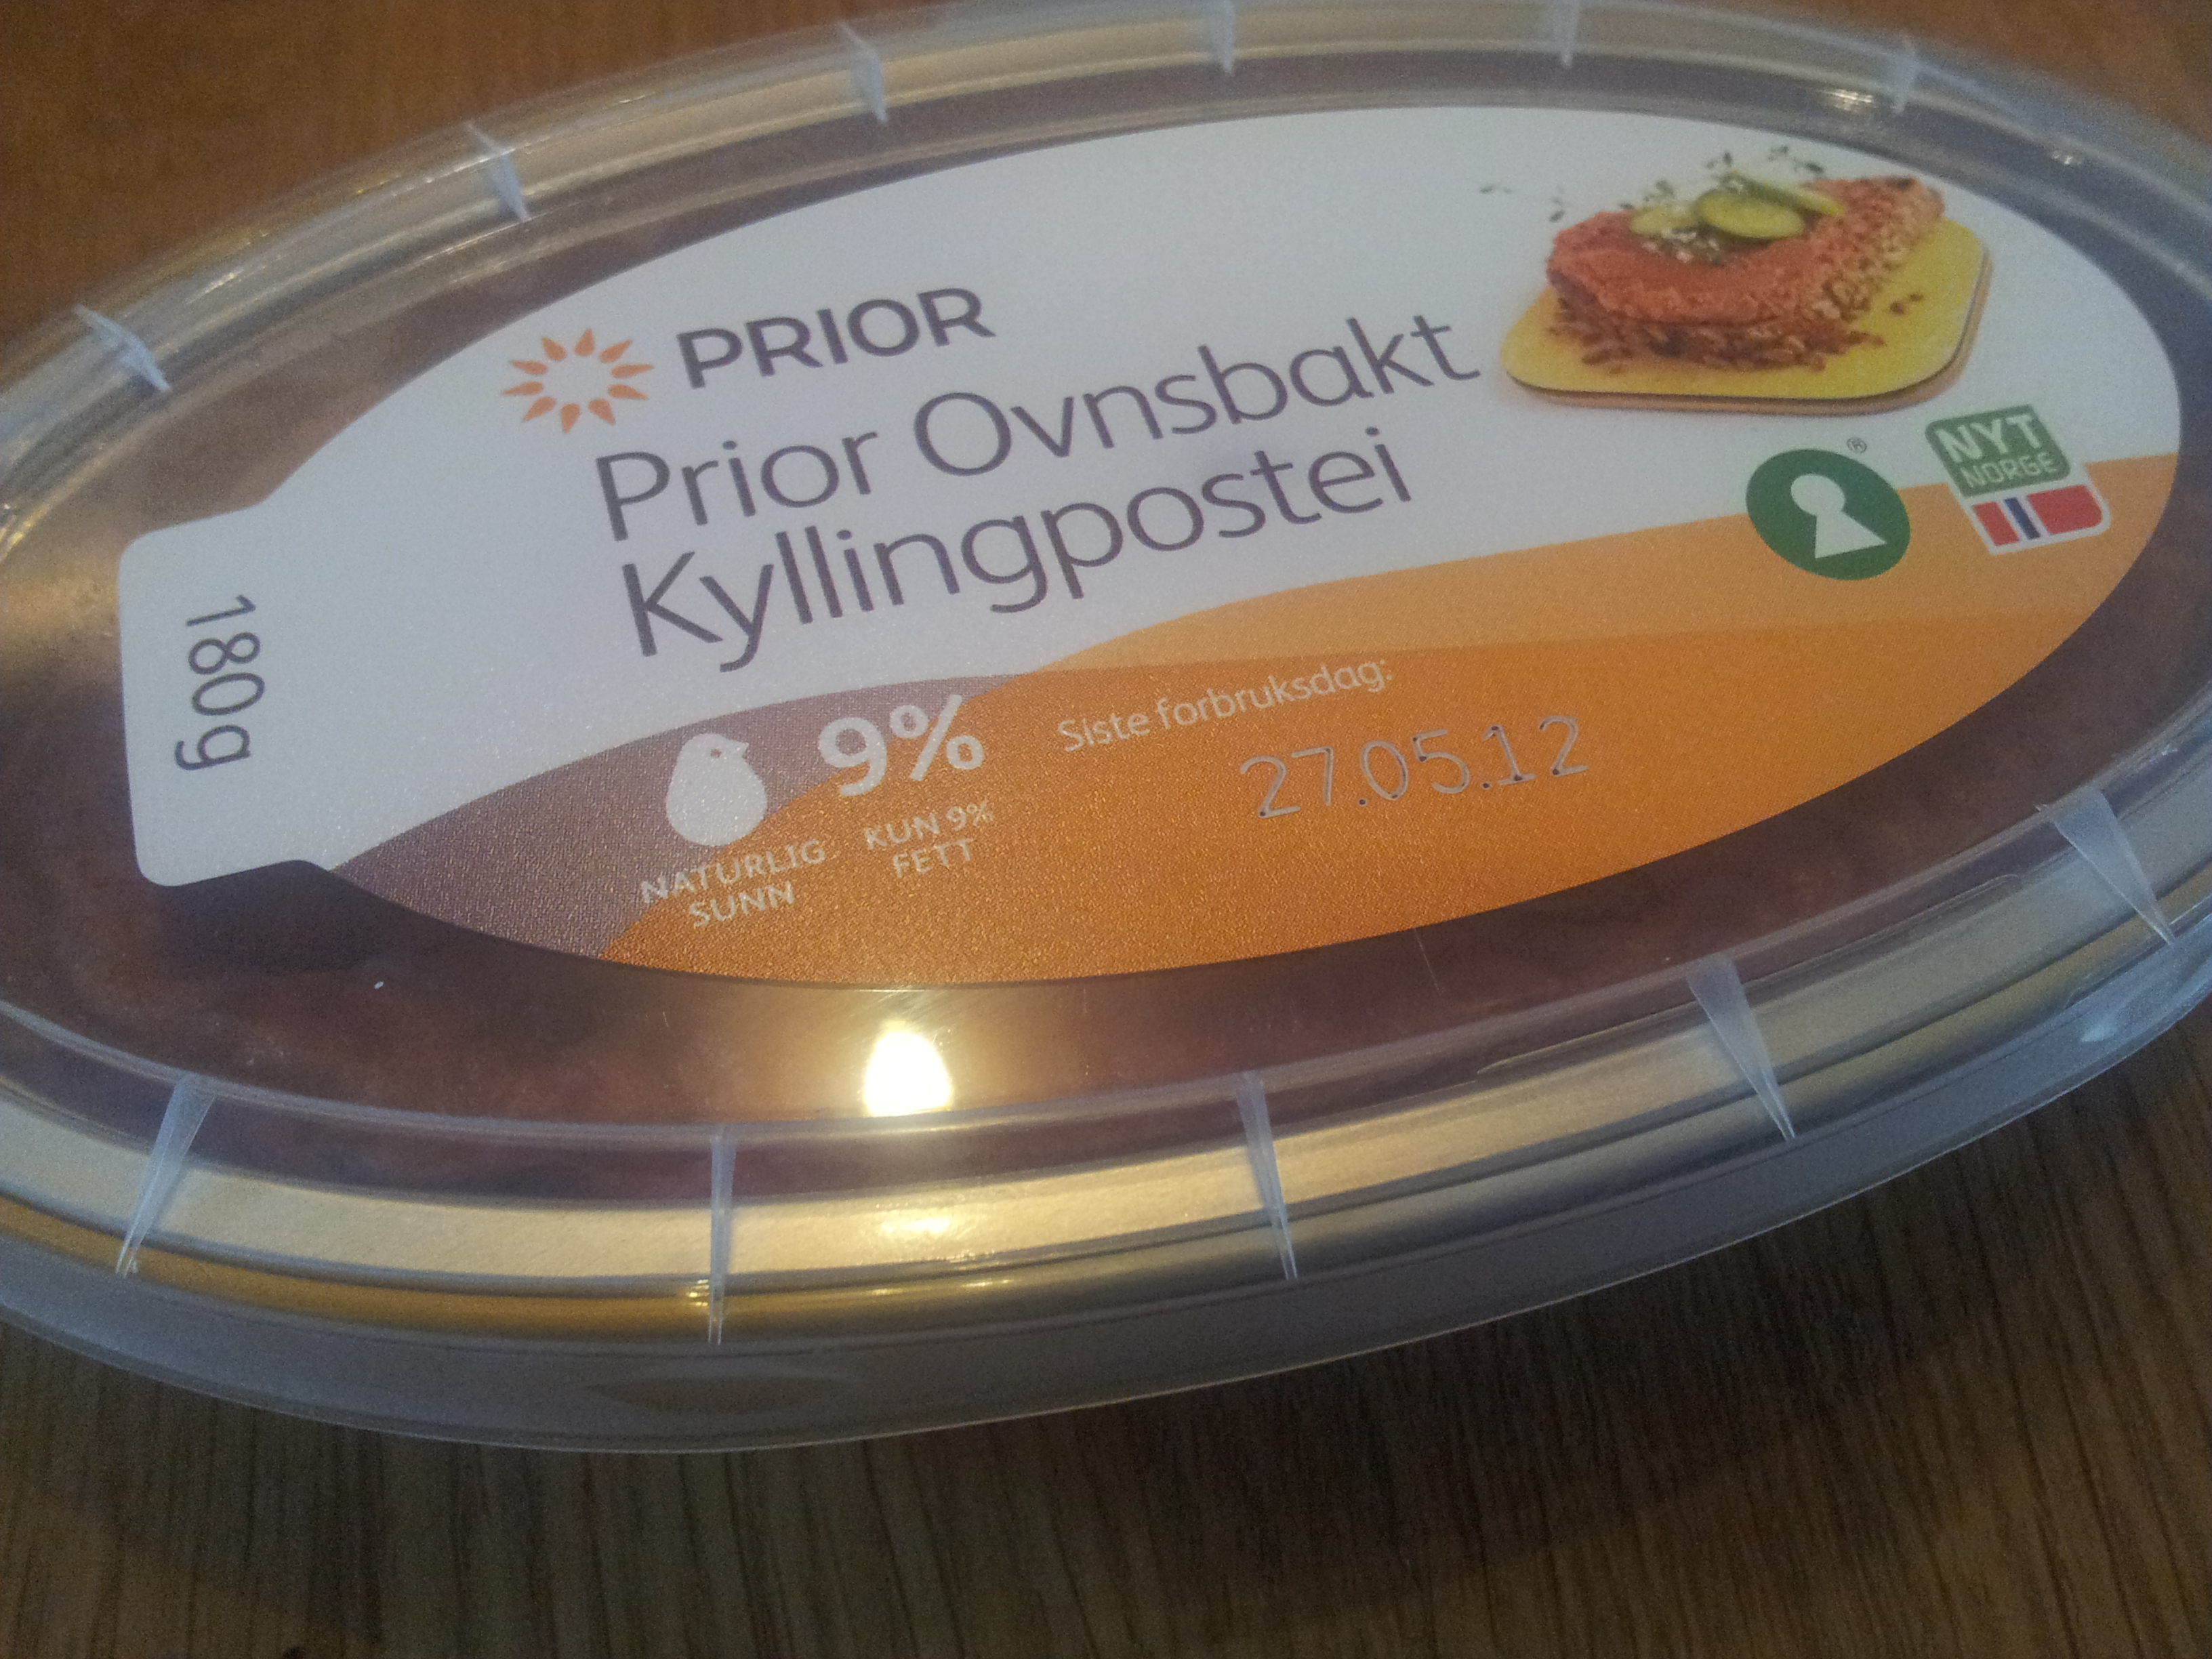 PRIOR
Prior Ovnsbakt
Kyllingpostei
®
NYT
NORGE
180g
9%
NATURLIG
SUNN
KUN 9%
FETT
Siste forbruksdag:
27.05.12